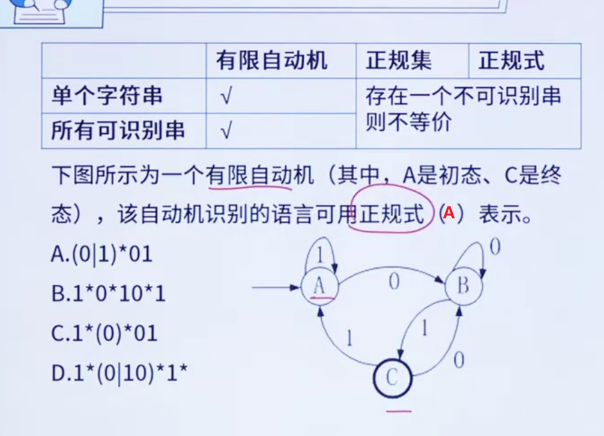 有限自动机 正规集 正规式
单个字符串 √ 存在一个不可识别串
则不等价
所有可识别串 √
下图所示为一个有限自动机（其中，A是初态、C是终
态），该自动机识别的语言可用正规式（A）表示。
A.(0|1)*01
B.1*0*10*1
C.1*(0)*01
D.1*(0|10)*1*
1
0
A
0
B
1
1
0
C